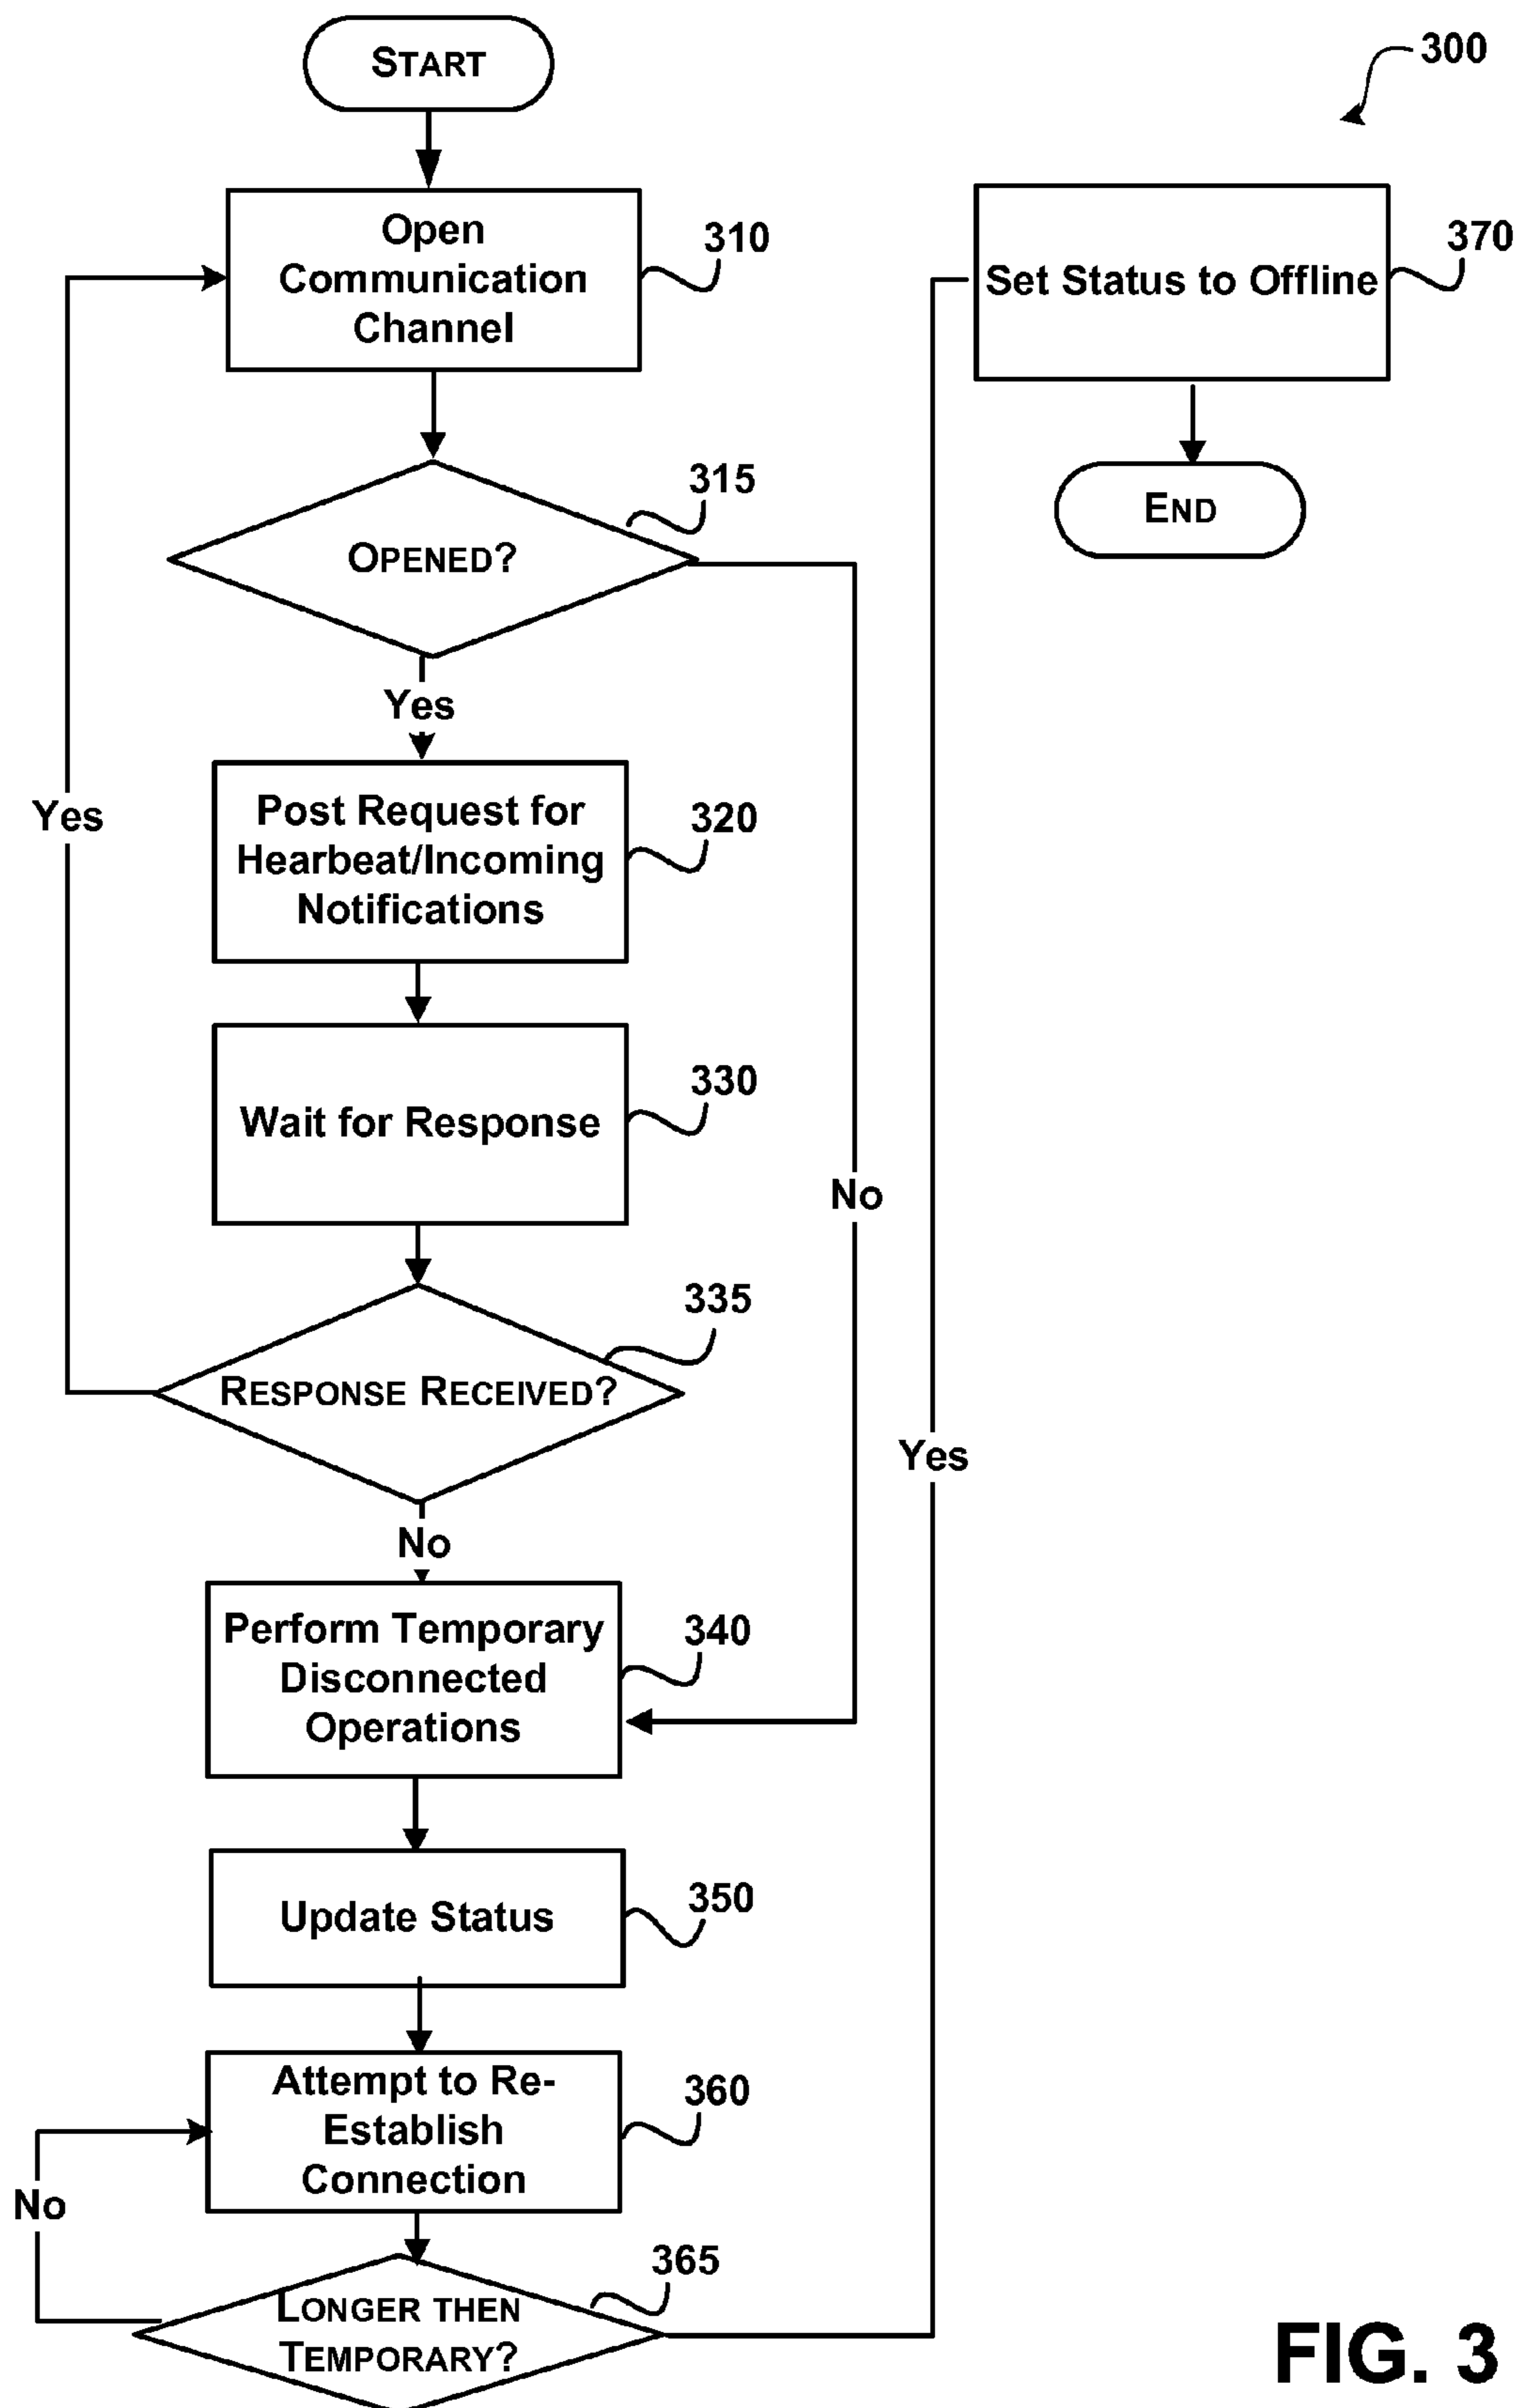 START
300
Open
Communication
Channel
310
Set Status to Offline
370
315
OPENED?
END
Yes
Post Request for
Hearbeat/Incoming
Notifications
320
Yes
Wait for Response
330
No
335
RESPONSE RECEIVED?
Yes
No
Perform Temporary
Disconnected
Operations
340
Update Status
350
Attempt to Re-
Establish
Connection
360
No
365
LONGER THEN
TEMPORARY?
FIG. 3